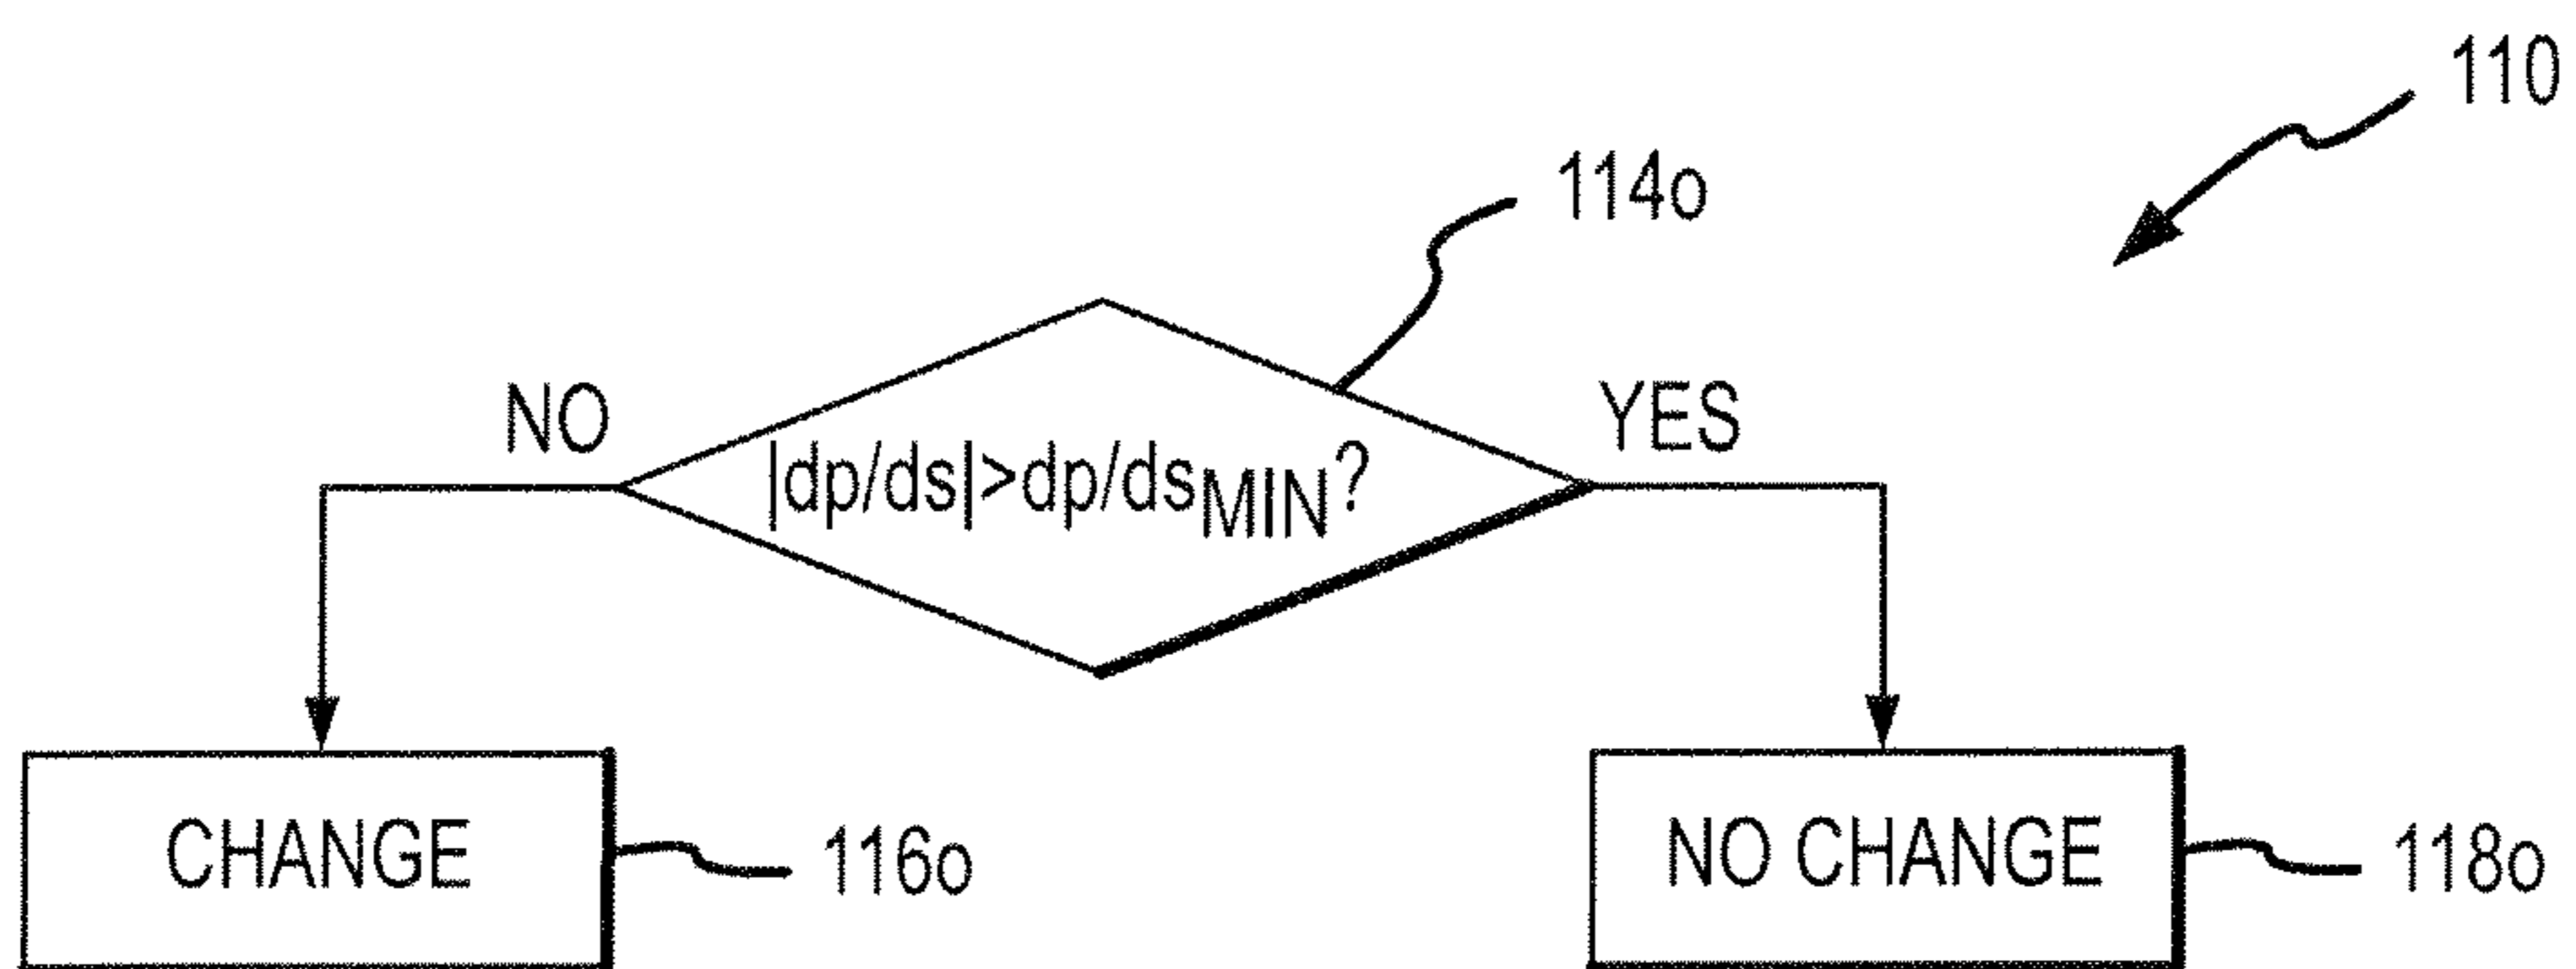 110
114o
NO
YES
|dp/ds|>dp/dsMIN?
CHANGE
116o
NO CHANGE
118o